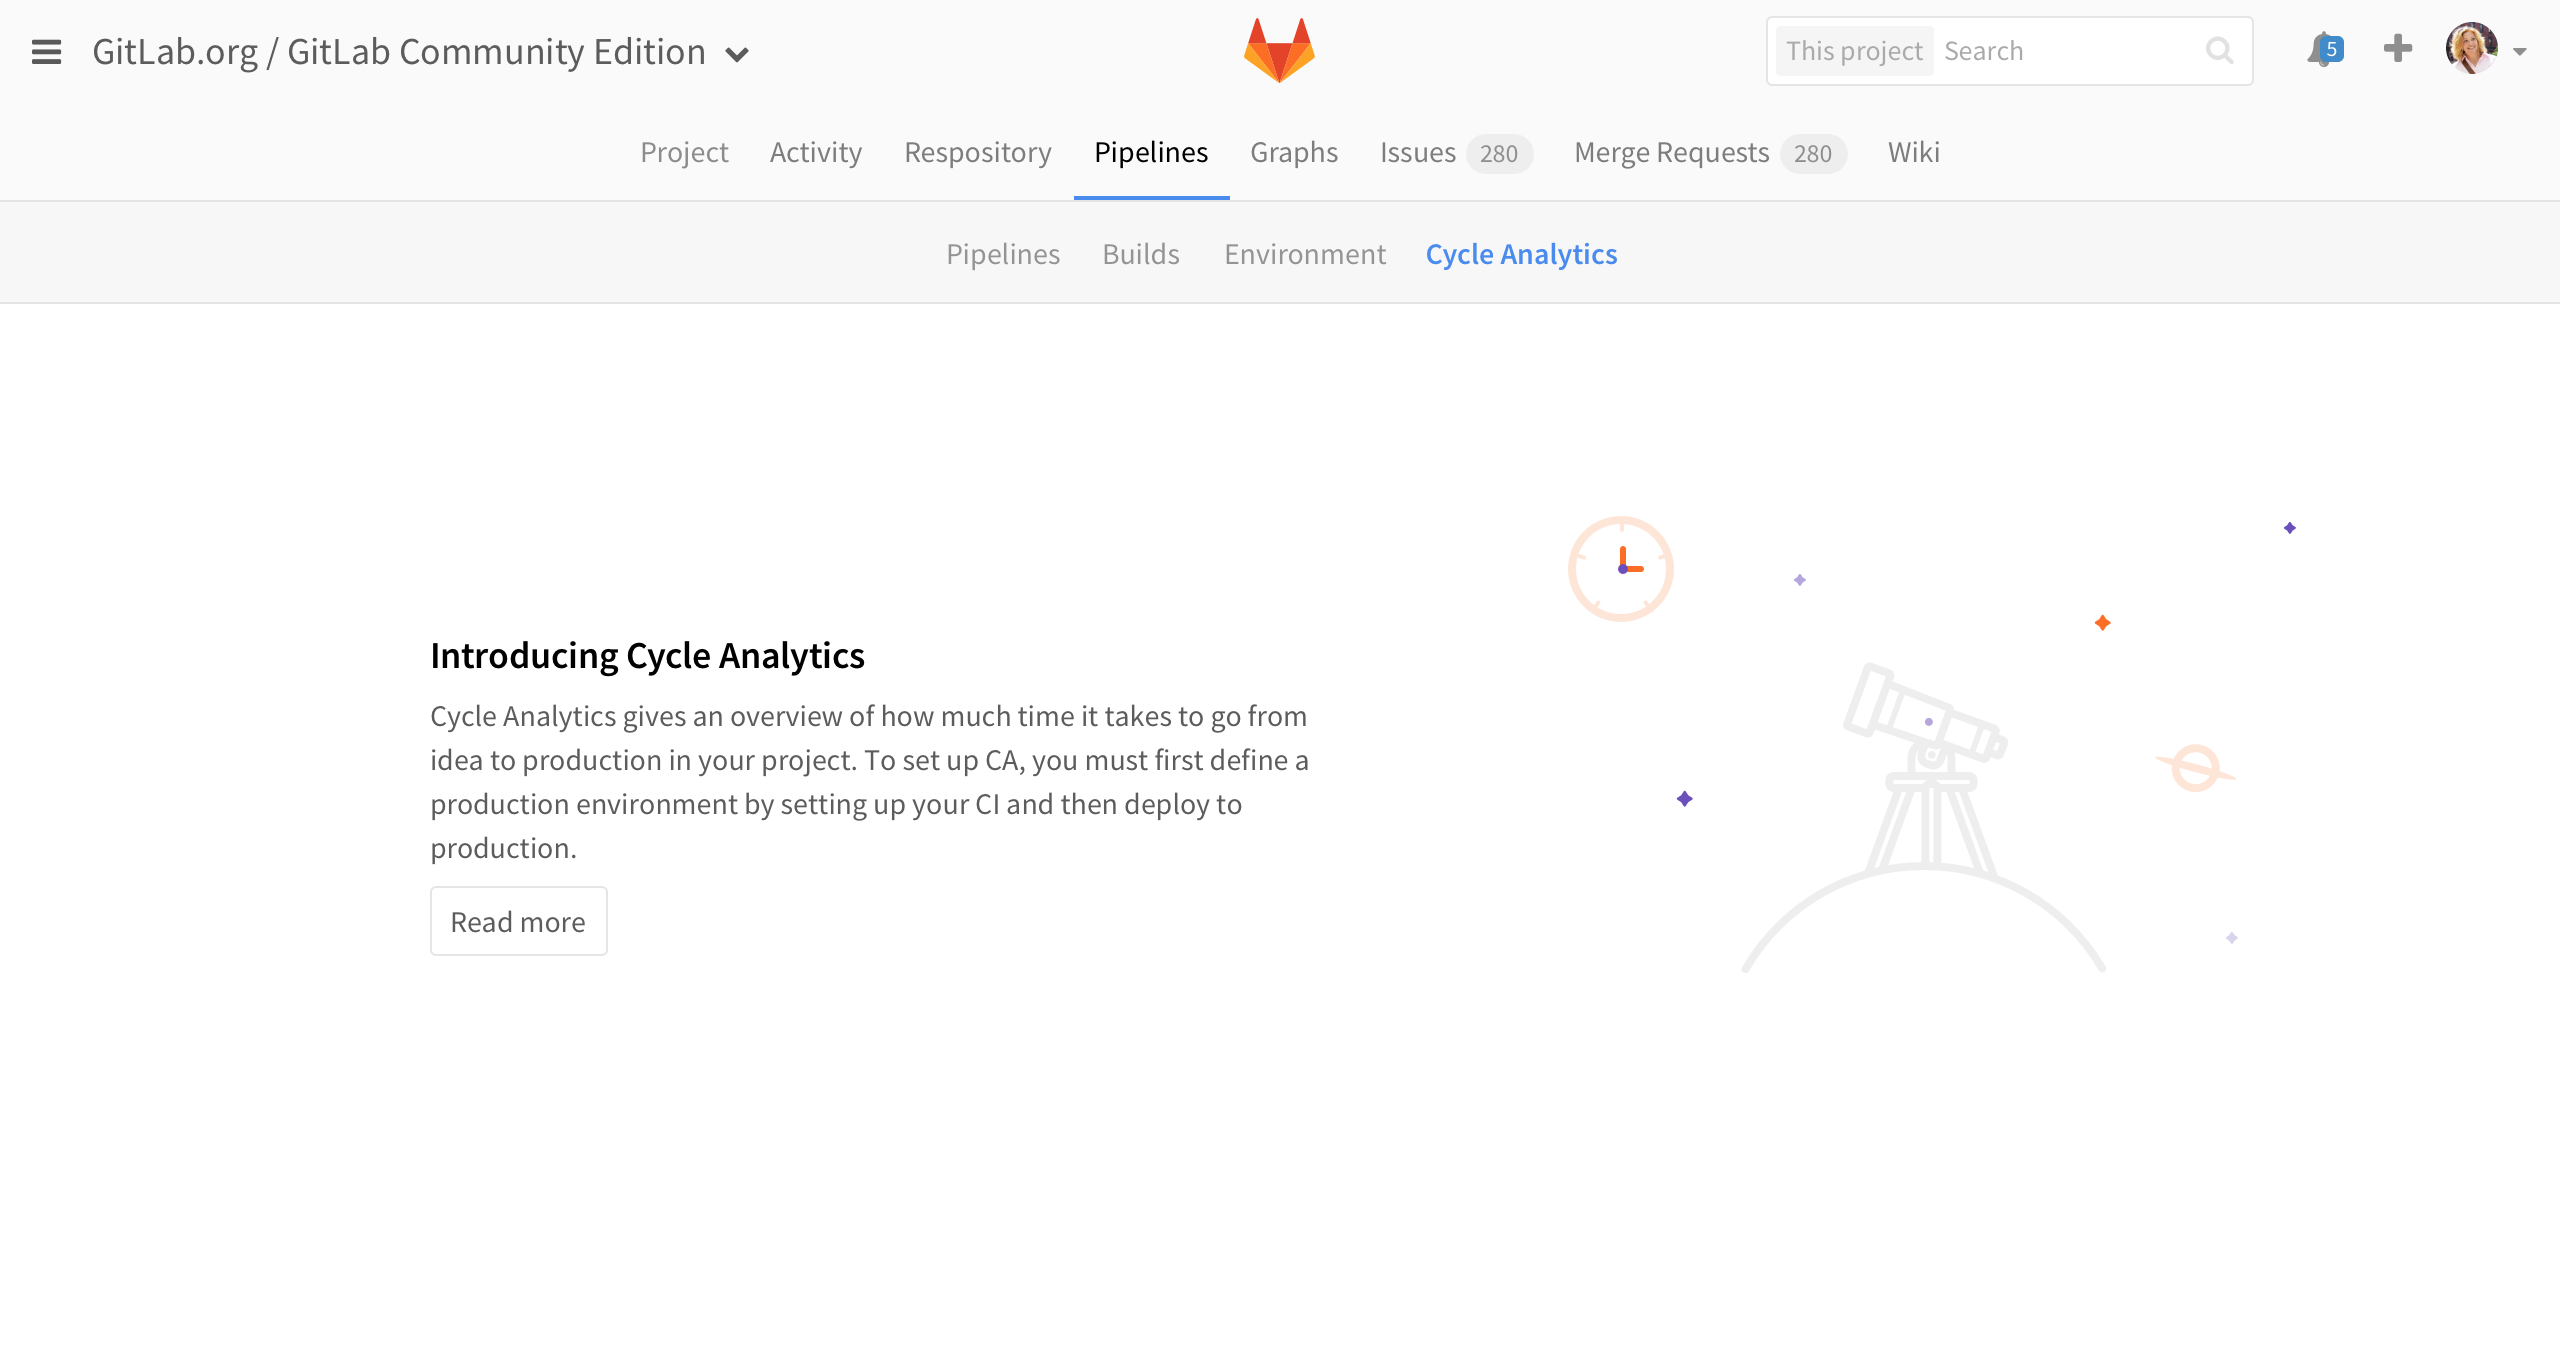 GitLab.org / GitLab Community Edition
This project Search
5
Project Activity Respository Pipelines Graphs Issues 280 Merge Requests 280 Wiki
Pipelines Builds Environment Cycle Analytics
Introducing Cycle Analytics
Cycle Analytics gives an overview of how much time it takes to go from
idea to production in your project. To set up CA, you must first define a
production environment by setting up your CI and then deploy to
production.
Read more